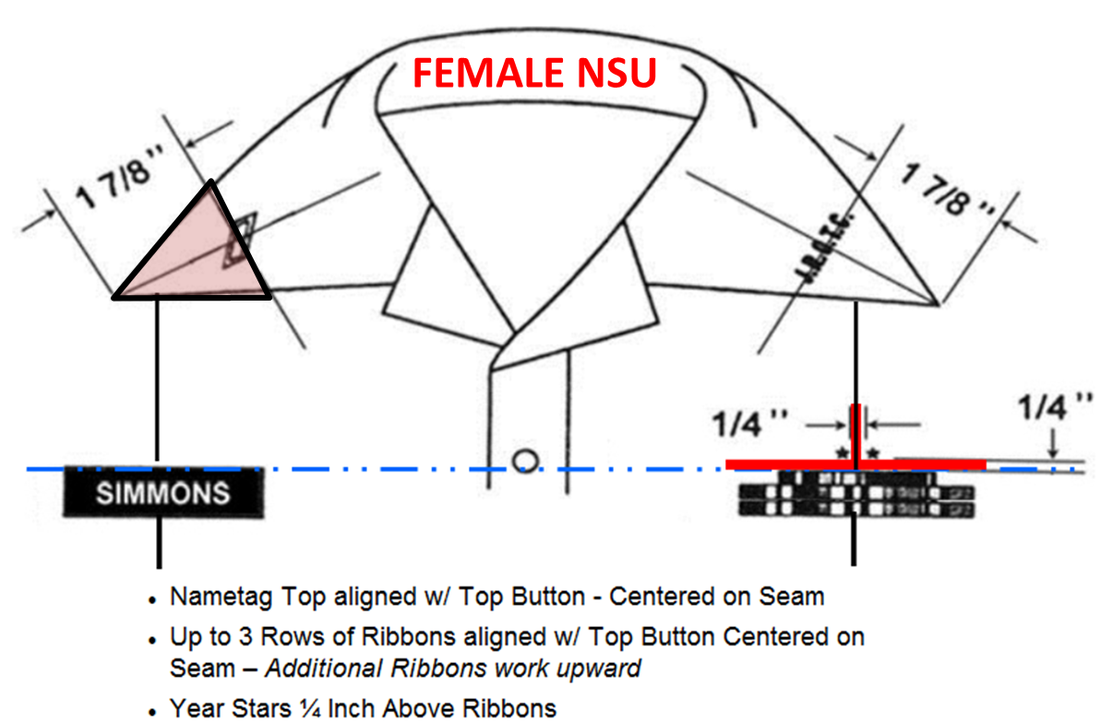 FEMALE NSU
1 7/8”
1 7/8”
J.R.O.T.C.
1/4”
1/4”
SIMMONS
• Nametag Top aligned w/ Top Button - Centered on Seam
• Up to 3 Rows of Ribbons aligned w/ Top Button Centered on
Seam – Additional Ribbons work upward
• Year Stars ¼ Inch Above Ribbons